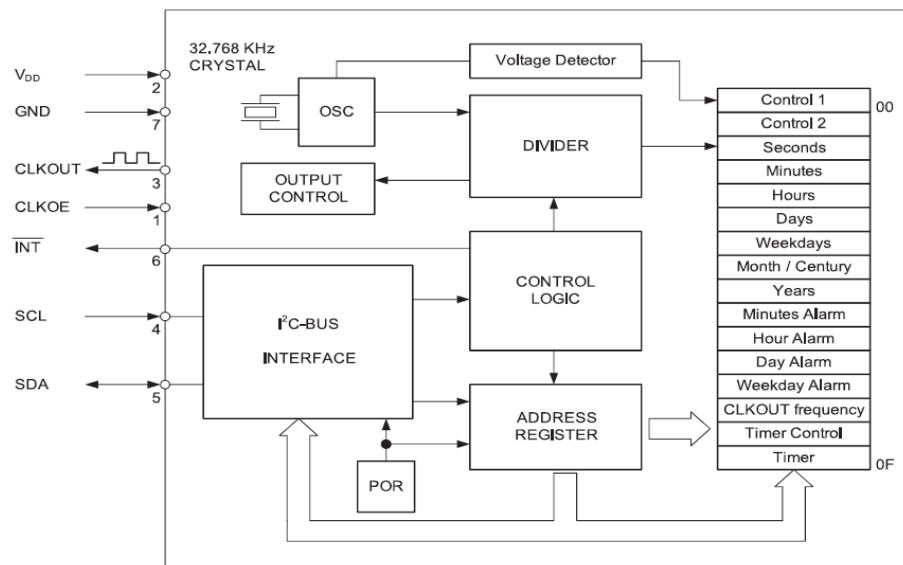 32.768 KHz
CRYSTAL
Voltage Detector
V_DD
2
GND
7
OSC
Control 1
00
Control 2
DIVIDER
Seconds
CLKOUT
3
Minutes
OUTPUT
CONTROL
Hours
CLKOE
1
Days
INT
6
Weekdays
Month / Century
CONTROL
LOGIC
Years
SCL
4
I²C-BUS
INTERFACE
Minutes Alarm
Hour Alarm
Day Alarm
SDA
5
Weekday Alarm
ADDRESS
REGISTER
CLKOUT frequency
Timer Control
POR
Timer
0F